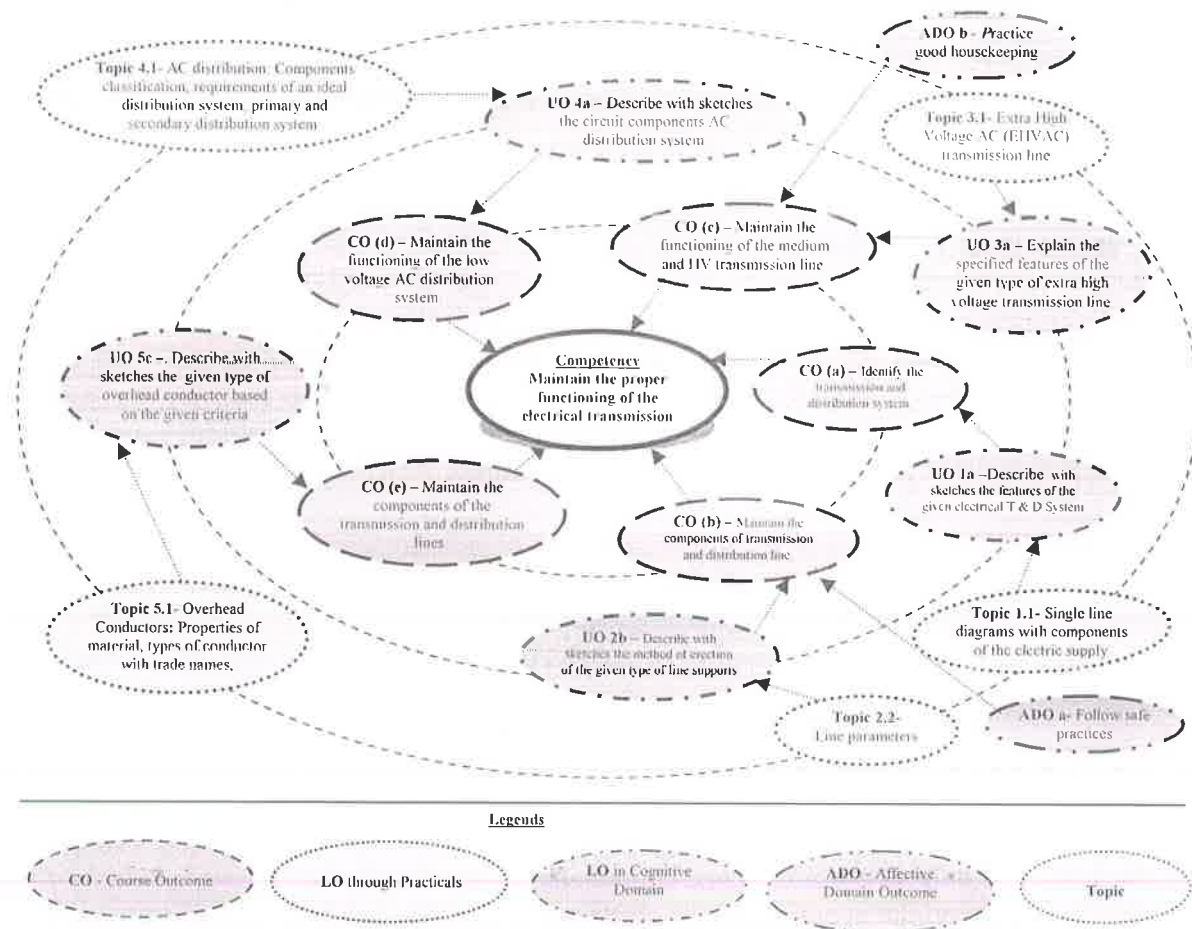 ADO b - Practice
good housekeeping
Topic 4.1- AC distribution: Components
classification, requirements of an ideal
distribution system, primary and
secondary distribution system
UO 4a – Describe with sketches
the circuit components AC
distribution system
Topic 3.1- Extra High
Voltage AC (EHVAC)
transmission line
CO (d) – Maintain the
functioning of the low
voltage AC distribution
system
CO (c) – Maintain the
functioning of the medium
and HV transmission line
UO 3a – Explain the
specified features of the
given type of extra high
voltage transmission line
UO 5c –. Describe with
sketches the given type of
overhead conductor based
on the given criteria
Competency
Maintain the proper
functioning of the
electrical transmission
CO (a) – Identify the
transmission and
distribution system
CO (e) – Maintain the
components of the
transmission and distribution
lines
CO (b) – Maintain the
components of transmission
and distribution line
UO 1a –Describe with
sketches the features of the
given electrical T & D System
Topic 5.1- Overhead
Conductors: Properties of
material, types of conductor
with trade names,
UO 2b – Describe with
sketches the method of erection
of the given type of line supports
Topic 1.1- Single line
diagrams with components
of the electric supply
Topic 2.2-
Line parameters
ADO a- Follow safe
practices
Legends
CO - Course Outcome
LO through Practicals
LO in Cognitive
Domain
ADO - Affective
Domain Outcome
Topic